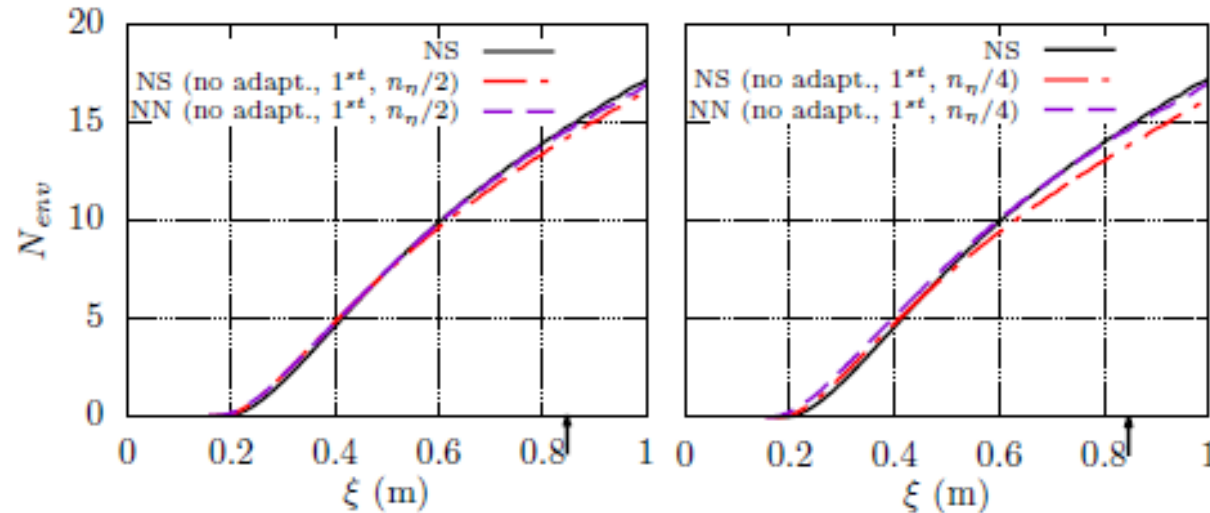 20
15
10
5
0
N_env
NS
NS (no adapt., 1^st, n_η/2)
NN (no adapt., 1^st, n_η/2)
0 0.2 0.4 0.6 0.8 1
ξ (m)
NS
NS (no adapt., 1^st, n_η/4)
NN (no adapt., 1^st, n_η/4)
0 0.2 0.4 0.6 0.8 1
ξ (m)